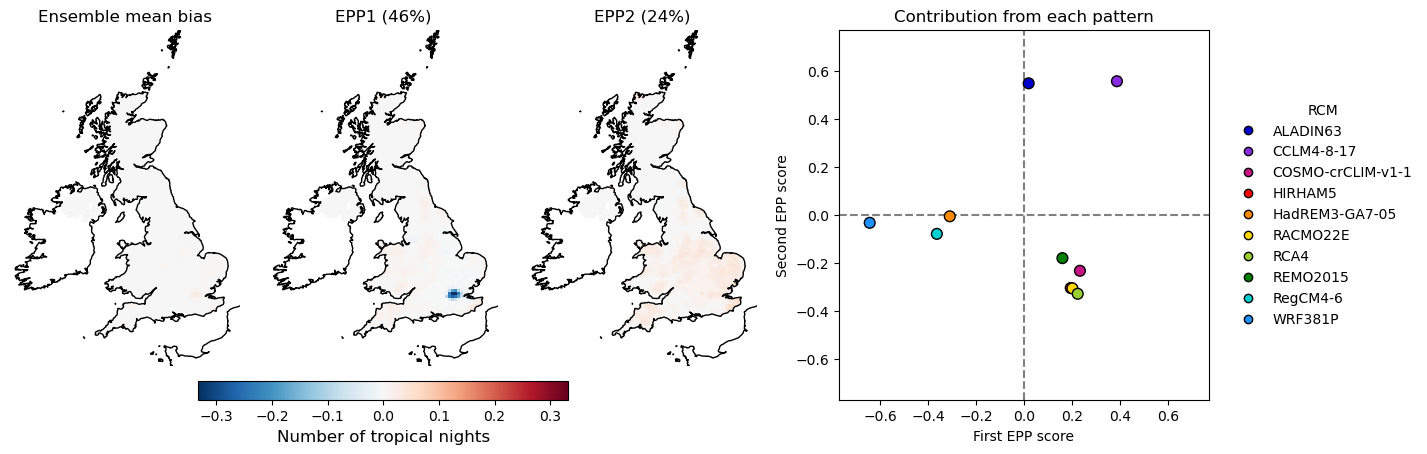 Ensemble mean bias
EPP1 (46%)
EPP2 (24%)
Contribution from each pattern
0.6
0.4
0.2
0.0
−0.2
−0.4
−0.6
Second EPP score
−0.6
−0.4
−0.2
0.0
0.2
0.4
0.6
First EPP score
RCM
ALADIN63
CCLM4-8-17
COSMO-crCLIM-v1-1
HIRHAM5
HadREM3-GA7-05
RACMO22E
RCA4
REMO2015
RegCM4-6
WRF381P
−0.3
−0.2
−0.1
0.0
0.1
0.2
0.3
Number of tropical nights